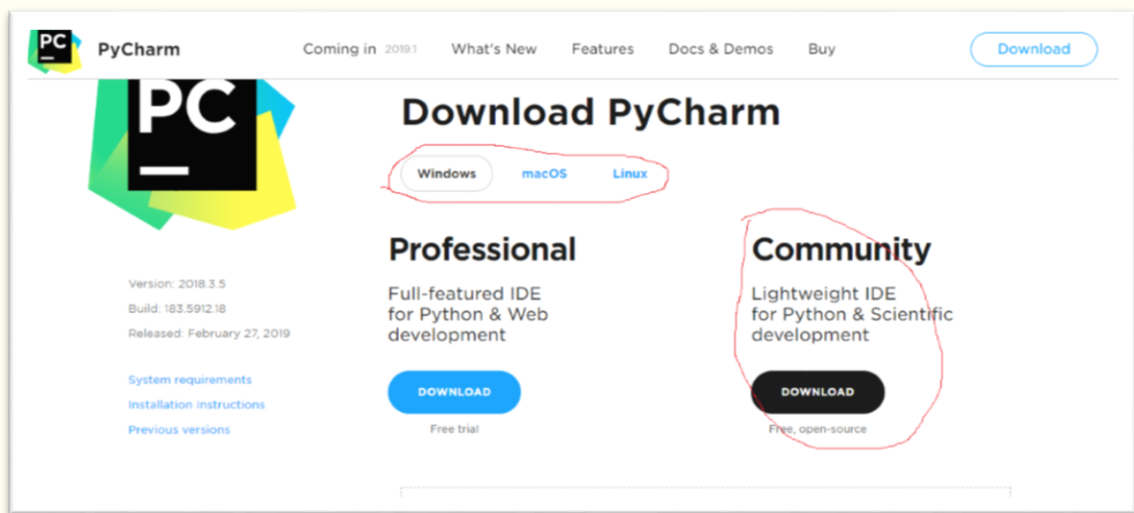 PC PyCharm Coming in 2019.1 What's New Features Docs & Demos Buy Download
PC
Download PyCharm
Windows macOS Linux
Version: 2018.3.5
Build: 183.5912.18
Released: February 27, 2019
System requirements
Installation Instructions
Previous versions
Professional
Full-featured IDE
for Python & Web
development
DOWNLOAD
Free trial
Community
Lightweight IDE
for Python & Scientific
development
DOWNLOAD
Free, open-source